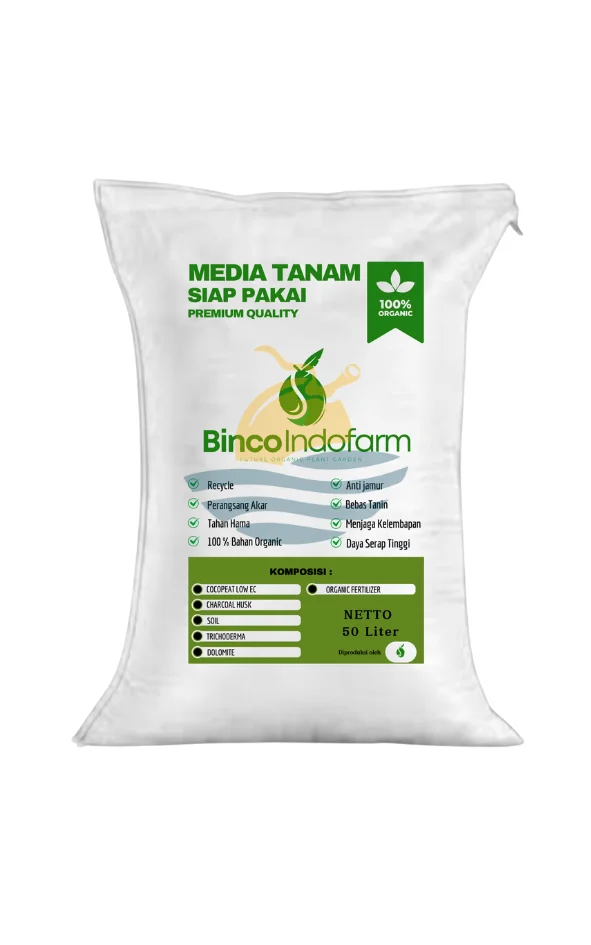 MEDIA TANAM
SIAP PAKAI
PREMIUM QUALITY
100%
ORGANIC
BincoIndofarm
FUTURE ORGANIC PLANT GARDEN
Recycle
Perangsang Akar
Tahan Hama
100 % Bahan Organic
Anti jamur
Bebas Tanin
Menjaga Kelembapan
Daya Serap Tinggi
KOMPOSISI :
COCOPEAT LOW EC
CHARCOAL HUSK
SOIL
TRICHODERMA
DOLOMITE
ORGANIC FERTILIZER
NETTO
50 Liter
Diproduksi oleh